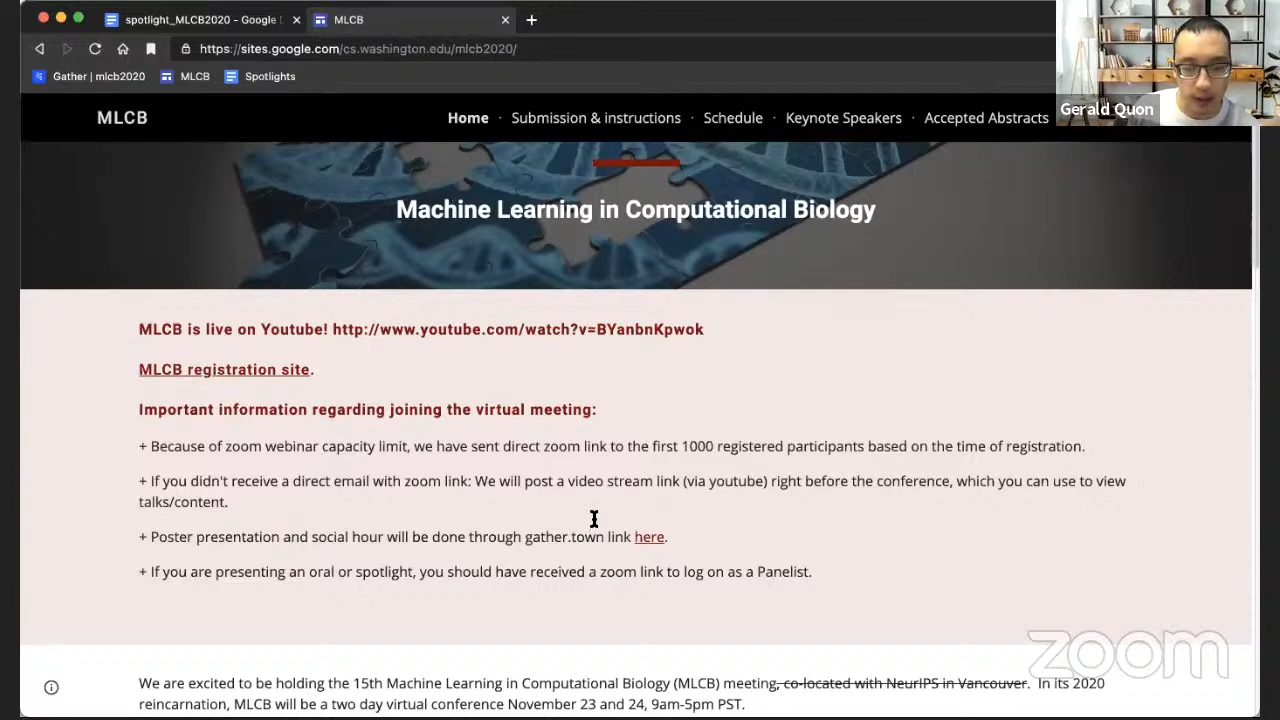 spotlight_MLCB2020 - Google
MLCB
https://sites.google.com/cs.washington.edu/mlcb2020/
Gather | mlcb2020
MLCB
Spotlights
Gerald Quon
MLCB
Home · Submission & instructions · Schedule · Keynote Speakers · Accepted Abstracts
Machine Learning in Computational Biology
MLCB is live on Youtube! http://www.youtube.com/watch?v=BYanbnKpwok
MLCB registration site.
Important information regarding joining the virtual meeting:
+ Because of zoom webinar capacity limit, we have sent direct zoom link to the first 1000 registered participants based on the time of registration.
+ If you didn't receive a direct email with zoom link: We will post a video stream link (via youtube) right before the conference, which you can use to view
talks/content.
+ Poster presentation and social hour will be done through gather.town link here.
+ If you are presenting an oral or spotlight, you should have received a zoom link to log on as a Panelist.
zoom
We are excited to be holding the 15th Machine Learning in Computational Biology (MLCB) meeting, co-located with NeurIPS in Vancouver. In its 2020
reincarnation, MLCB will be a two day virtual conference November 23 and 24, 9am-5pm PST.